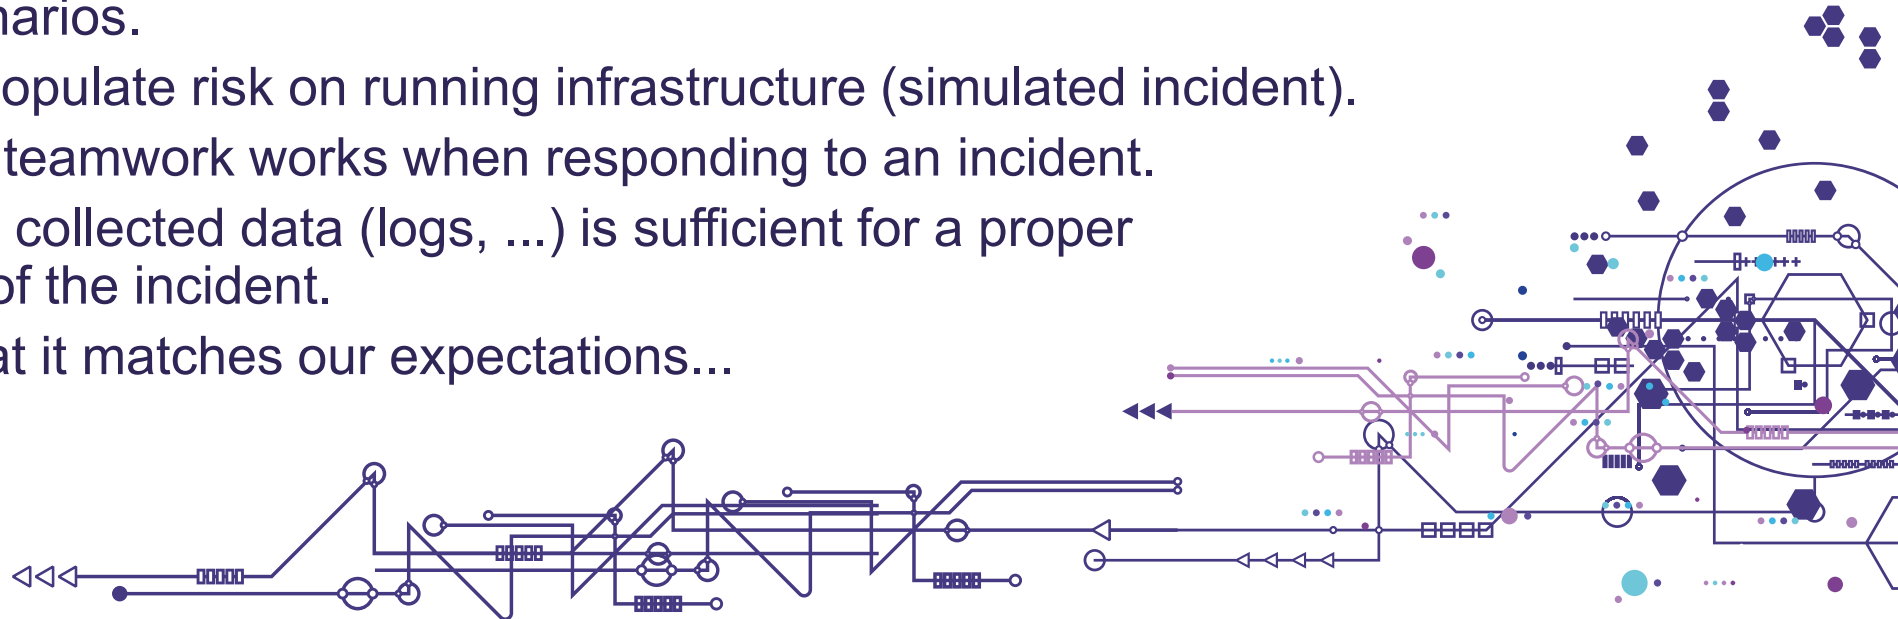 narios.
opulate risk on running infrastructure (simulated incident).
teamwork works when responding to an incident.
collected data (logs, ...) is sufficient for a proper
of the incident.
at it matches our expectations...